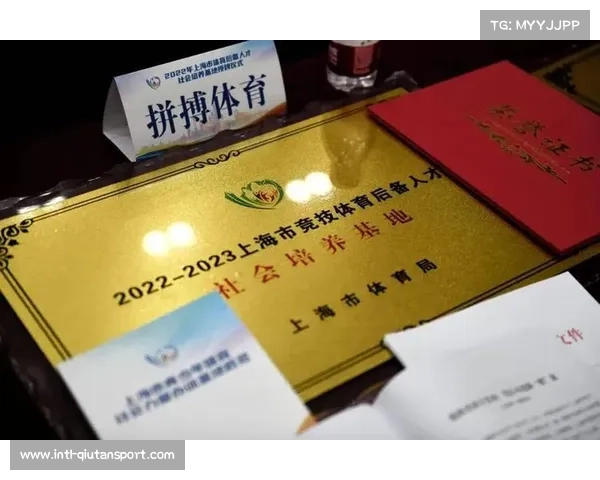 TG: MYYJJPP
2022年上海市体育后备人才
社会培养基地授牌仪式
拼搏体育
荣誉证书
2022-2023上海市竞技体育后备人才
社会培养基地
上海市体育局
文件
www.intl-qiutansport.com